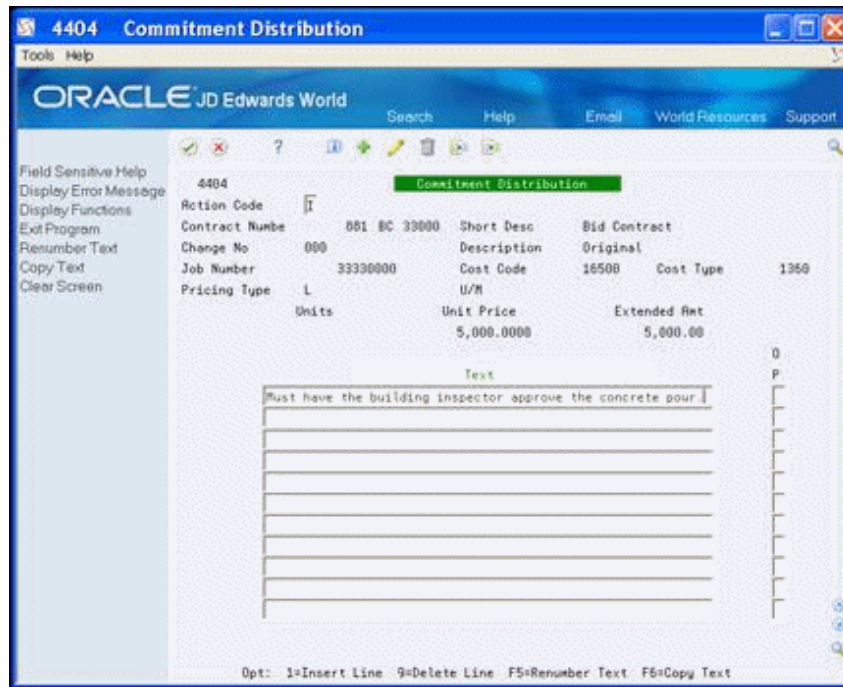 4404 Commitment Distribution
Tools Help
ORACLE JD Edwards World
Search Help Email World Resources Support
Field Sensitive Help
Display Error Message
Display Functions
Exit Program
Renumber Text
Copy Text
Clear Screen
4404 Commitment Distribution
Action Code I
Contract Numbe 881 BC 33000 Short Desc Bid Contract
Change No 000 Description Original
Job Number 33330000 Cost Code 16500 Cost Type 1360
Pricing Type L U/M
Units Unit Price Extended Amt
5,000.0000 5,000.00
O
Text P
Must have the building inspector approve the concrete pour.
Opt: 1=Insert Line 9=Delete Line F5=Renumber Text F6=Copy Text